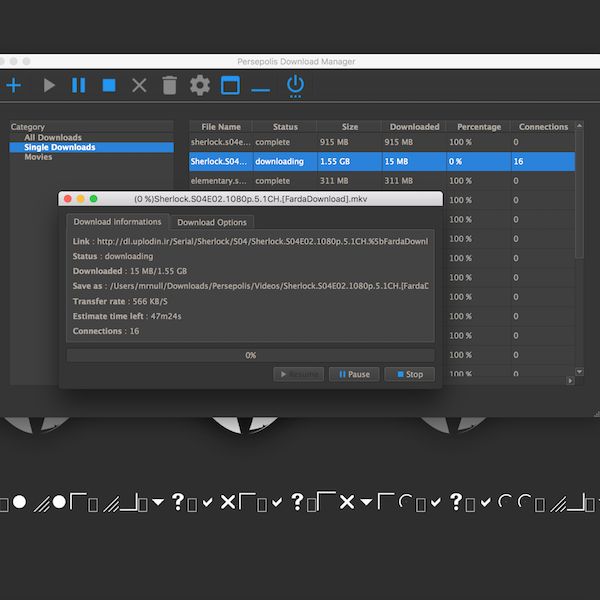 Persepolis Download Manager
Category
All Downloads
Single Downloads
Movies
File Name Status Size Downloaded Percentage Connections
sherlock.s04e... complete 915 MB 915 MB 100 % 0
Sherlock.S04... downloading 1.55 GB 15 MB 0 % 16
elementary.s... complete 311 MB 311 MB 100 % 0
100 % 0
100 % 0
100 % 0
100 % 0
100 % 0
100 % 0
100 % 0
100 % 0
100 % 0
100 % 0
(0 %)Sherlock.S04E02.1080p.5.1CH.[FardaDownload].mkv
Download informations Download Options
Link : http://dl.uplodin.ir/Serial/Sherlock/S04/Sherlock.S04E02.1080p.5.1CH.%5bFardaDownl
Status : downloading
Downloaded : 15 MB/1.55 GB
Save as : /Users/mrnull/Downloads/Persepolis/Videos/Sherlock.S04E02.1080p.5.1CH.[FardaD
Transfer rate : 566 KB/S
Estimate time left : 47m24s
Connections : 16
0%
Resume Pause Stop